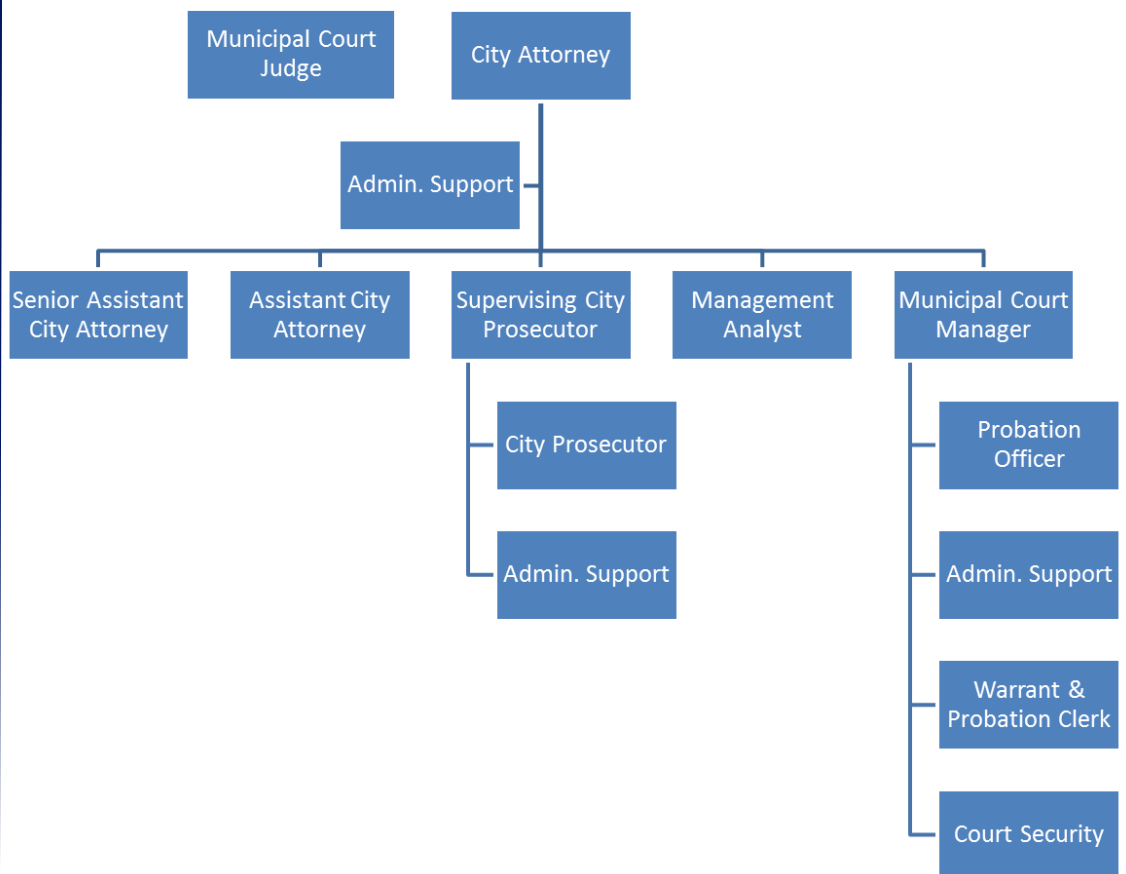 Municipal Court
Judge
City Attorney
Admin. Support
Senior Assistant
City Attorney
Assistant City
Attorney
Supervising City
Prosecutor
Management
Analyst
Municipal Court
Manager
City Prosecutor
Admin. Support
Probation
Officer
Admin. Support
Warrant &
Probation Clerk
Court Security